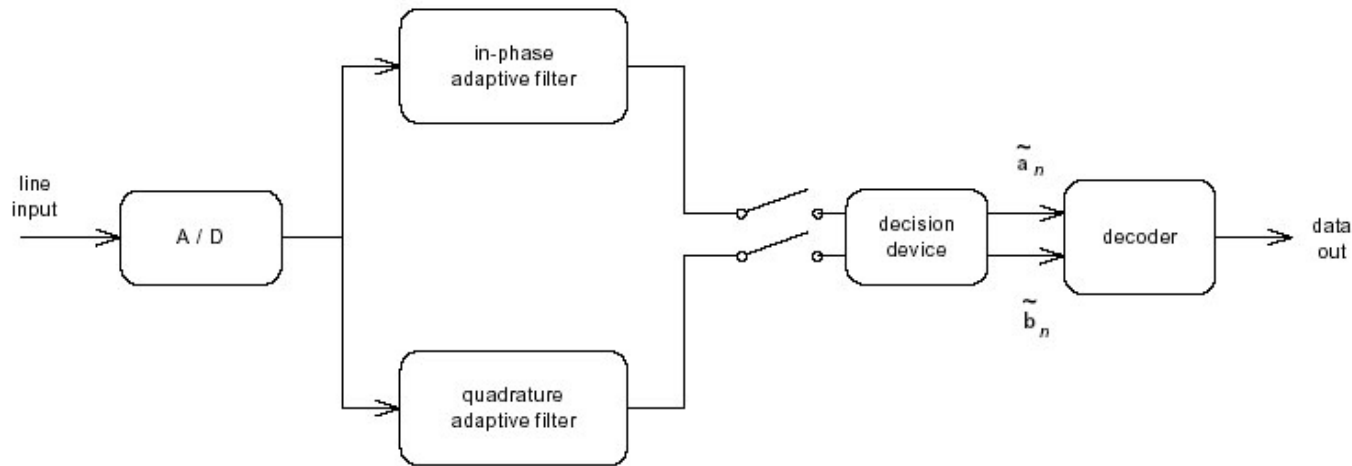 in-phase
adaptive filter
line
input
A / D
ã n
decision
device
decoder
data
out
b̃ n
quadrature
adaptive filter